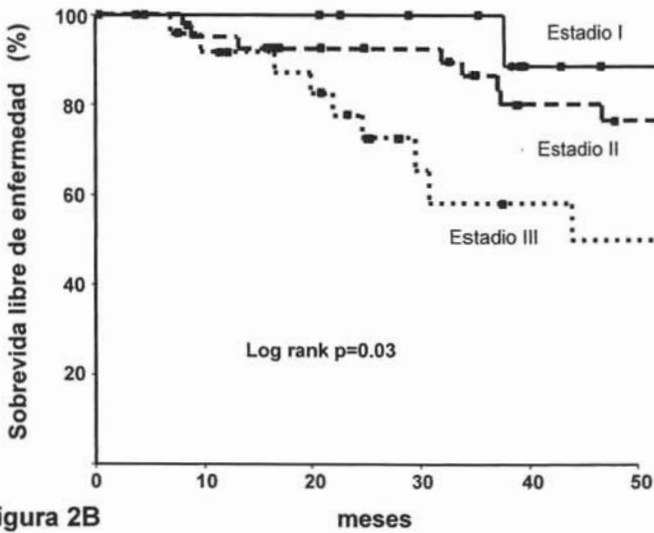 Sobrevida libre de enfermedad (%)
100
80
60
40
20
Estadio I
Estadio II
Estadio III
Log rank p=0.03
0
10
20
30
40
50
igura 2B
meses